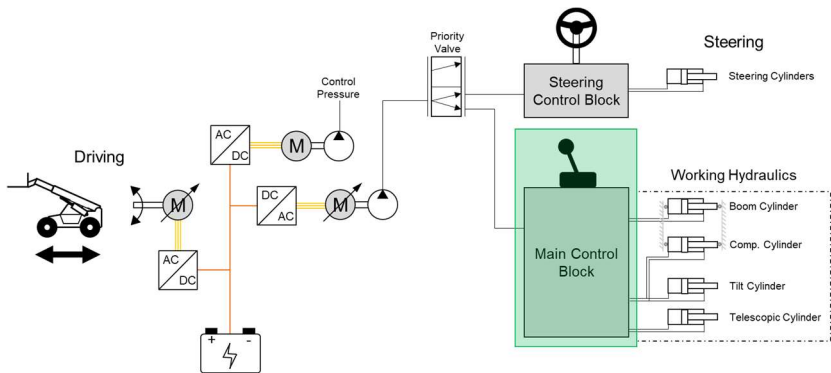 Priority
Valve
Steering
Steering
Control Block
Steering Cylinders
Control
Pressure
AC
DC
M
Driving
M
DC
AC
M
AC
DC
+ -
Working Hydraulics
Main Control
Block
Boom Cylinder
Comp. Cylinder
Tilt Cylinder
Telescopic Cylinder